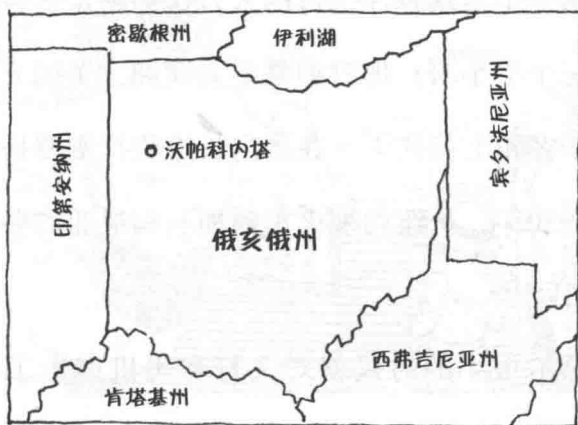 密歇根州
伊利湖
印第安纳州
沃帕科内塔
宾夕法尼亚州
俄亥俄州
西弗吉尼亚州
肯塔基州